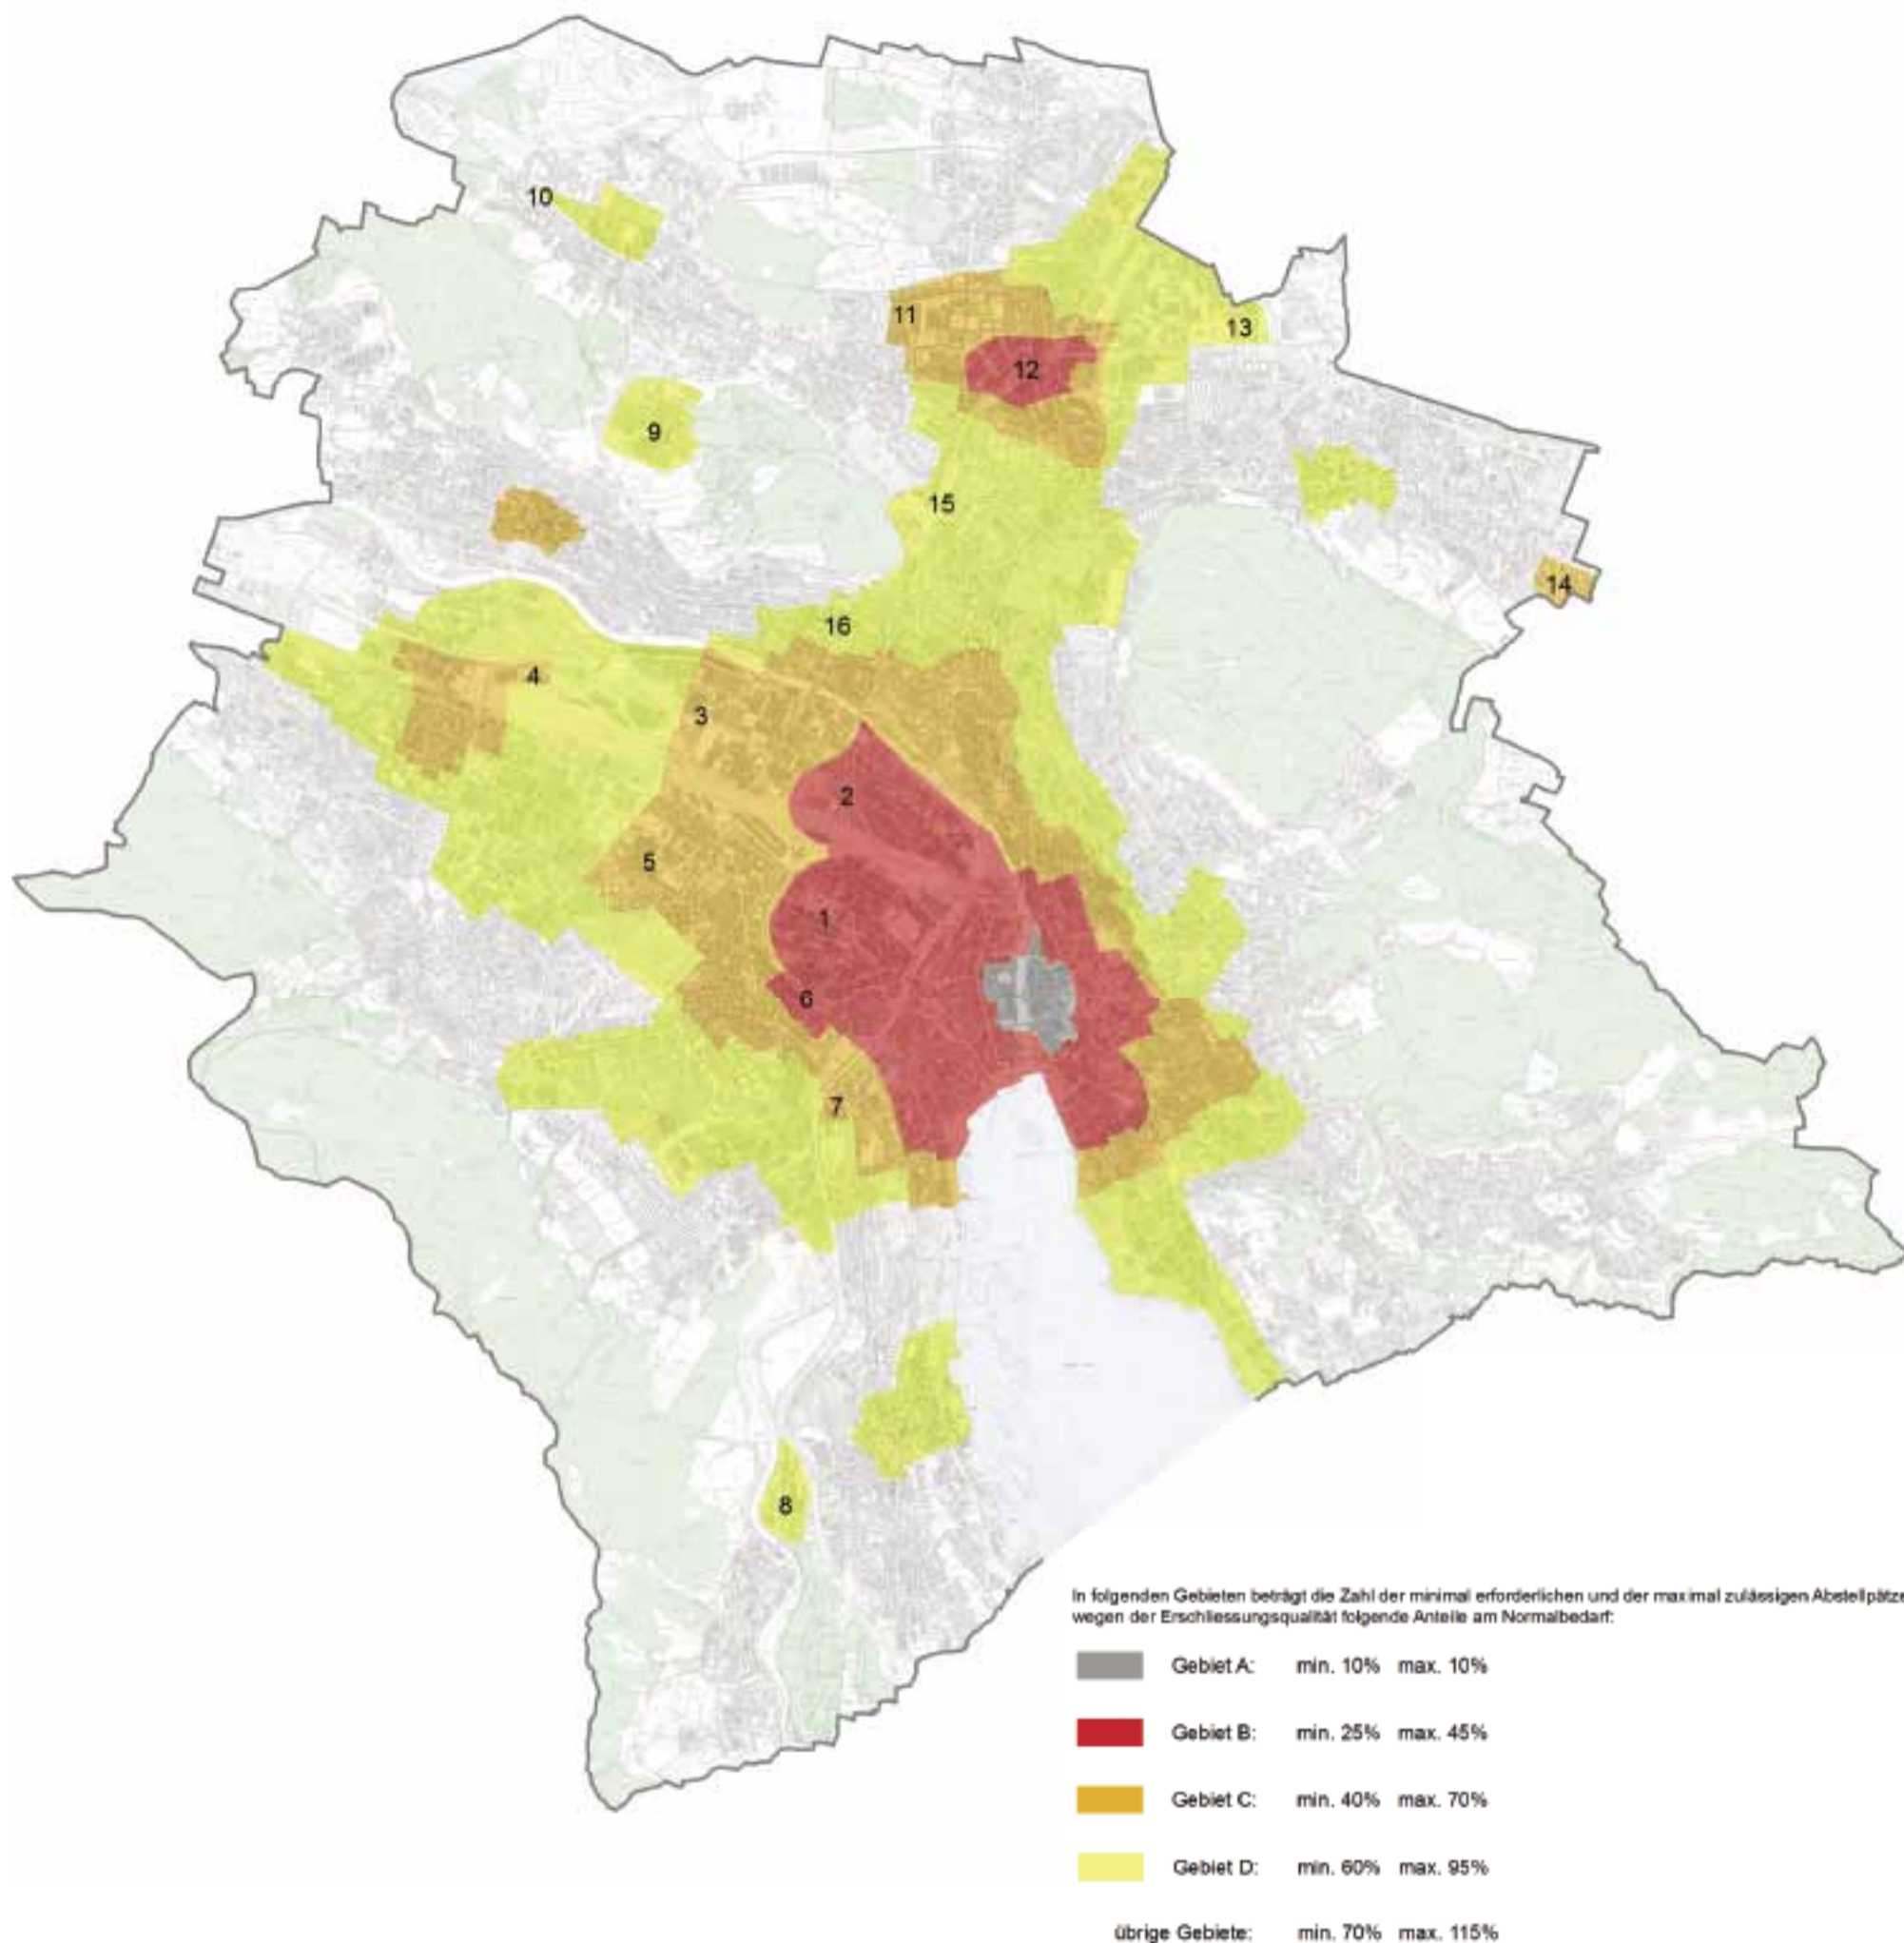 10
11
13
12
9
15
14
16
4
3
2
5
1
6
7
8
In folgenden Gebieten beträgt die Zahl der minimal erforderlichen und der maximal zulässigen Abstellpätze
wegen der Erschliessungsqualität folgende Anteile am Normalbedarf:
Gebiet A: min. 10% max. 10%
Gebiet B: min. 25% max. 45%
Gebiet C: min. 40% max. 70%
Gebiet D: min. 60% max. 95%
übrige Gebiete: min. 70% max. 115%